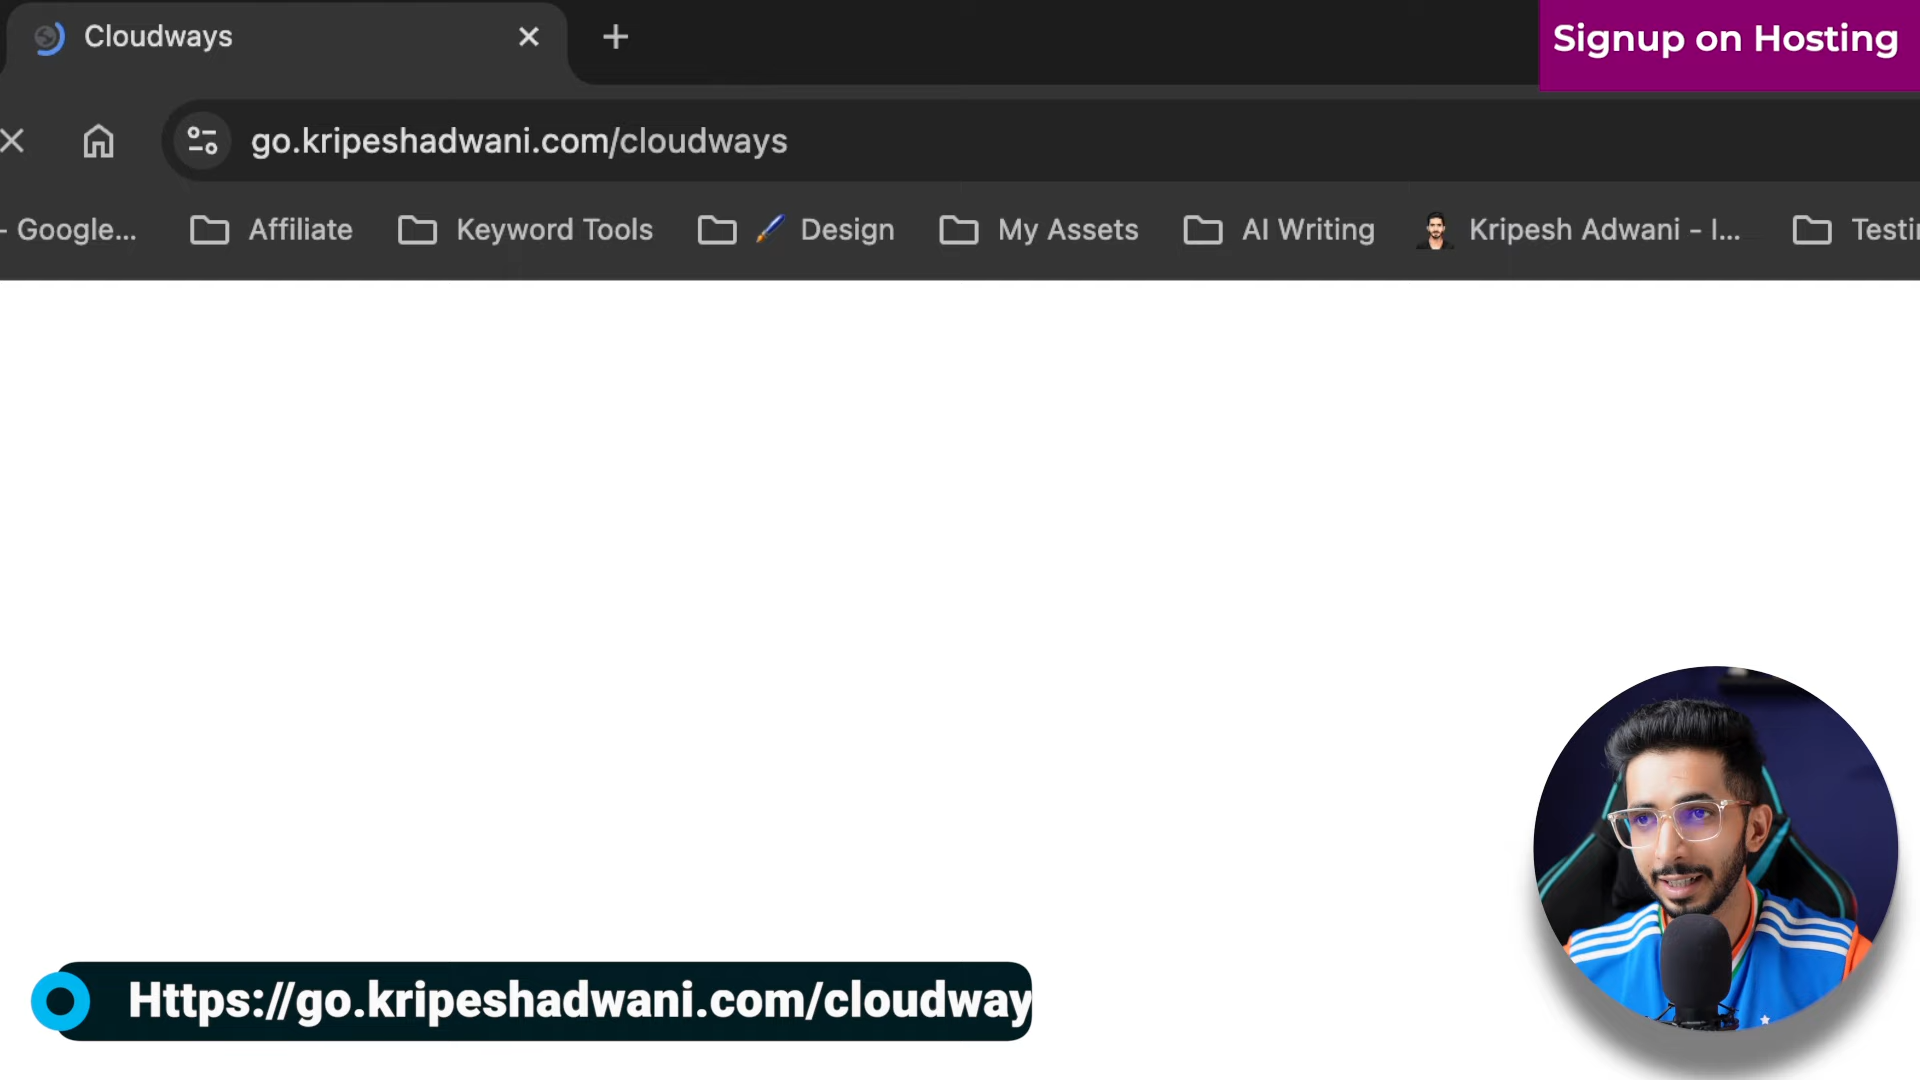 Cloudways
Signup on Hosting
go.kripeshadwani.com/cloudways
- Google...
Affiliate
Keyword Tools
Design
My Assets
AI Writing
Kripesh Adwani - I...
Testin
Https://go.kripeshadwani.com/cloudway